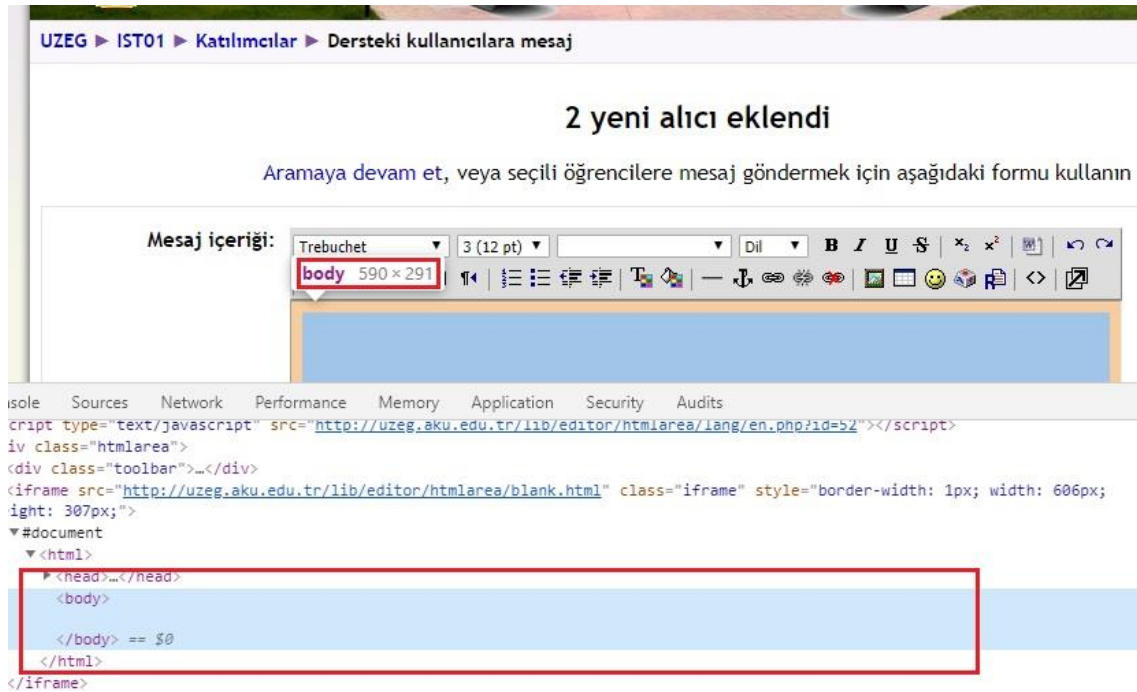 UZEG ► IST01 ► Katılımcılar ► Dersteki kullanıcılara mesaj
2 yeni alıcı eklendi
Aramaya devam et, veya seçili öğrencilere mesaj göndermek için aşağıdaki formu kullanın
Mesaj içeriği:
Trebuchet ▼ 3 (12 pt) ▼ ▼ Dil ▼ B I U S x₂ x²
body 590 × 291
sole Sources Network Performance Memory Application Security Audits
cript type="text/javascript" src="http://uzeg.aku.edu.tr/lib/editor/htmlarea/lang/en.php?id=52"></script>
iv class="htmlarea">
<div class="toolbar">…</div>
<iframe src="http://uzeg.aku.edu.tr/lib/editor/htmlarea/blank.html" class="iframe" style="border-width: 1px; width: 606px;
ight: 307px;">
▼#document
▼<html>
▶<head>…</head>
<body>
</body> == $0
</html>
</iframe>